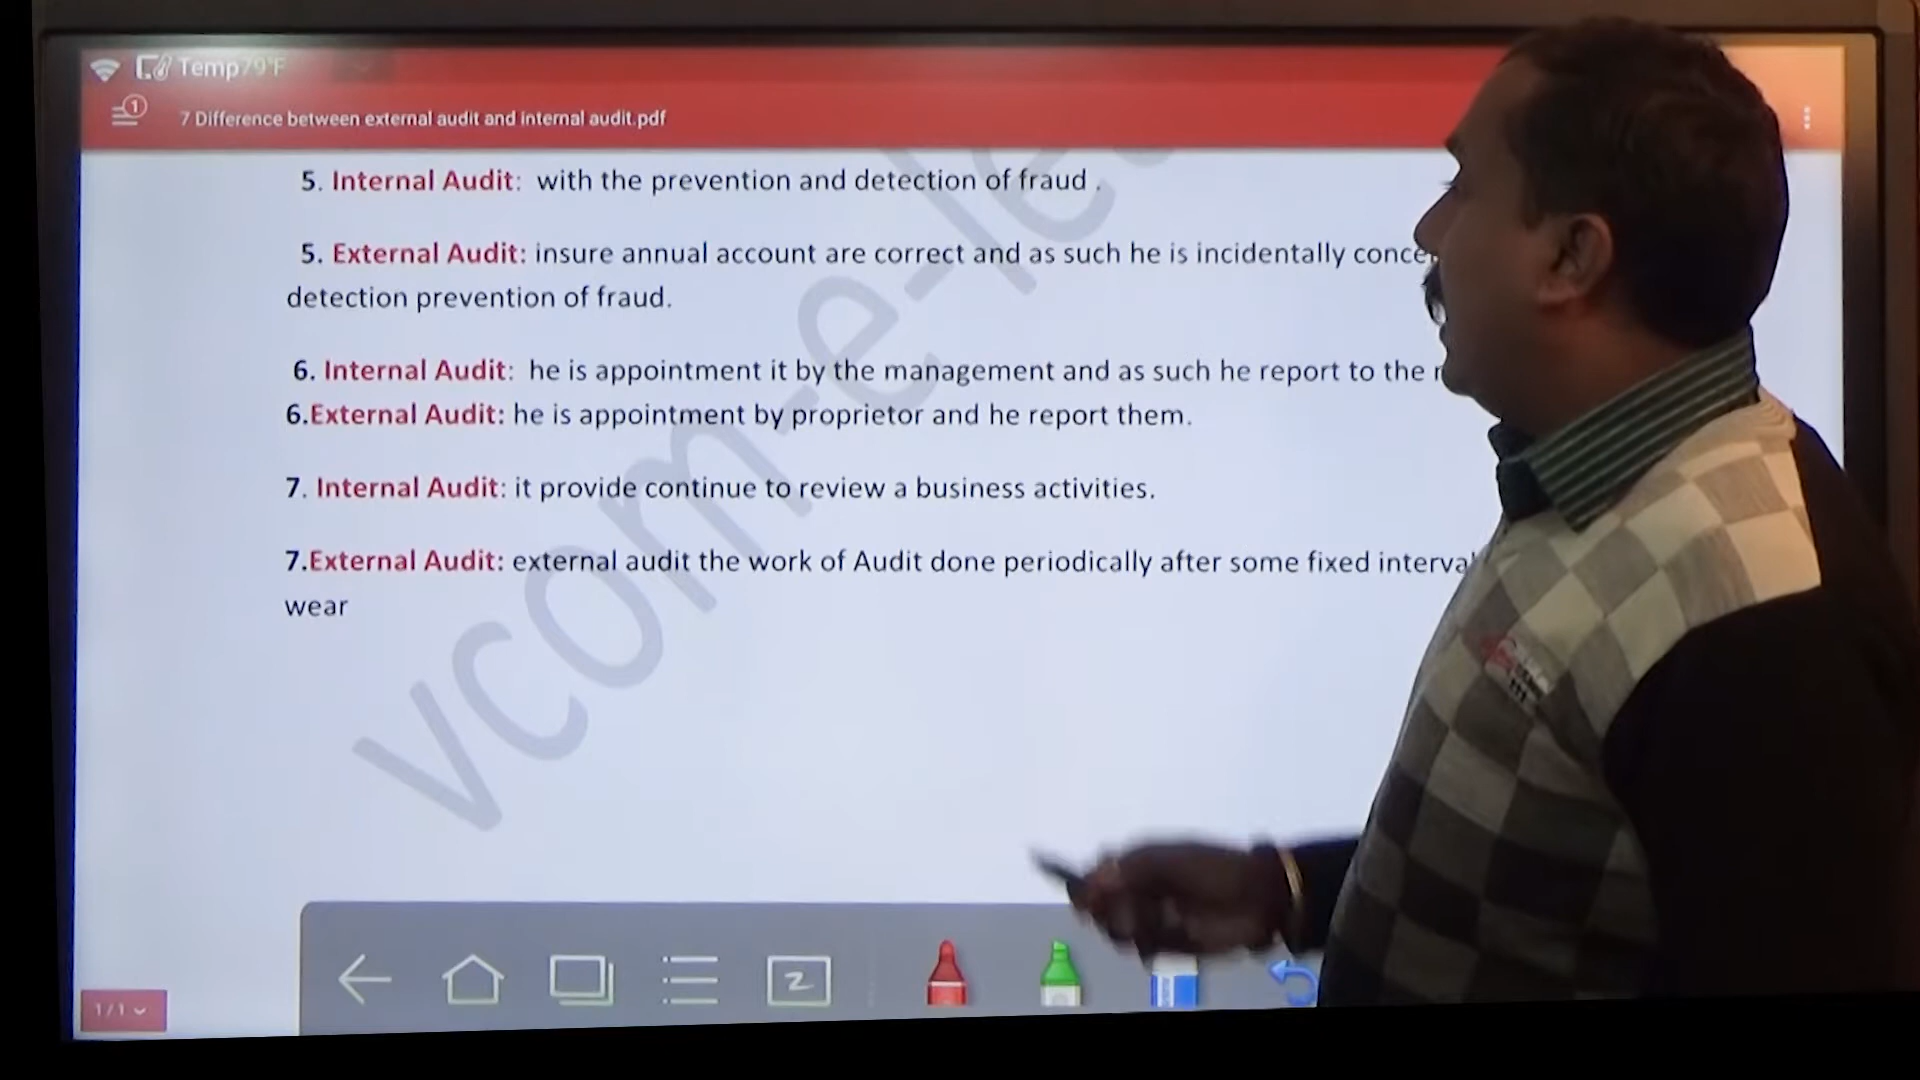 Temp 79°F
7 Difference between external audit and internal audit.pdf
5. Internal Audit: with the prevention and detection of fraud .
5. External Audit: insure annual account are correct and as such he is incidentally
detection prevention of fraud.
6. Internal Audit: he is appointment it by the management and as such he report to the
6.External Audit: he is appointment by proprietor and he report them.
7. Internal Audit: it provide continue to review a business activities.
7.External Audit: external audit the work of Audit done periodically after some fixed
wear
vcom-e-
1/1